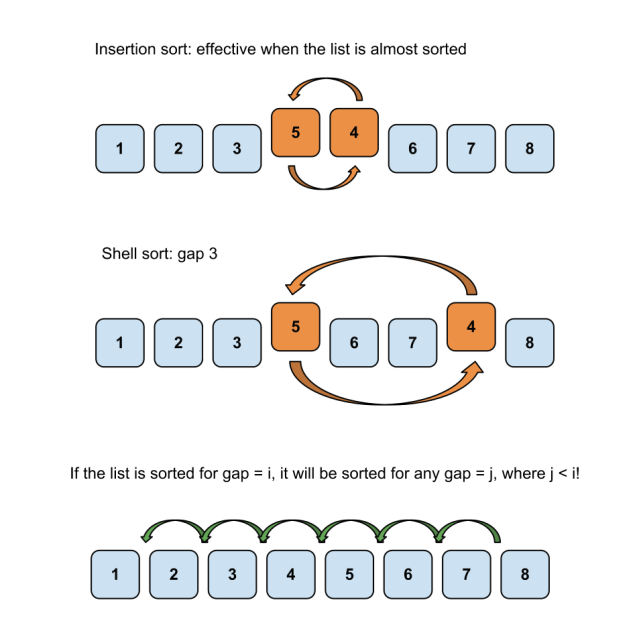 Insertion sort: effective when the list is almost sorted
1 2 3 5 4 6 7 8
Shell sort: gap 3
1 2 3 5 6 7 4 8
If the list is sorted for gap = i, it will be sorted for any gap = j, where j < i!
1 2 3 4 5 6 7 8